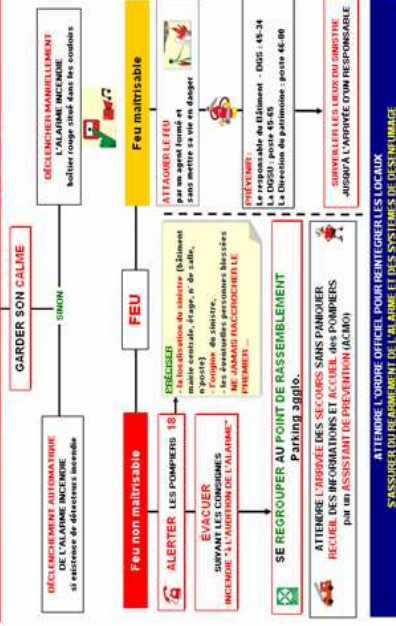 GARDER SON CALME
SINON
DÉCLENCHEMENT AUTOMATIQUE
DE L'ALARME INCENDIE
si existence de détecteurs incendie
DÉCLENCHER MANUELLEMENT
L'ALARME INCENDIE
boîtier rouge situé dans les couloirs
FEU
Feu non maîtrisable
Feu maîtrisable
ALERTER LES POMPIERS 18
PRÉCISER
- la localisation du sinistre (bâtiment
mairie centrale, étage, n° de salle,
n°poste)
- l'origine du sinistre,
- les éventuelles personnes blessées
NE JAMAIS RACCROCHER LE
PREMIER ...
ÉVACUER
SUIVANT LES CONSIGNES
INCENDIE "à L'AUDITION DE L'ALARME"
SE REGROUPER AU POINT DE RASSEMBLEMENT
Parking agglo.
ATTENDRE L'ARRIVÉE DES SECOURS SANS PANIQUER
RECUEIL DES INFORMATIONS ET ACCUEIL des POMPIERS
par un ASSISTANT DE PREVENTION (ACMO)
ATTAQUER LE FEU
par un agent formé et
sans mettre sa vie en danger
PRÉVENIR :
Le responsable du Bâtiment - DGS : 45-34
La DGSU : poste 45-65
La Direction du patrimoine : poste 46-00
SURVEILLER LES LIEUX DU SINISTRE
JUSQU'À L'ARRIVÉE D'UN RESPONSABLE
ATTENDRE L'ORDRE OFFICIEL POUR REINTEGRER LES LOCAUX
S'ASSURER DU REARMEMENT DE L'ALARME ET DES SYSTEMES DE DESENFUMAGE